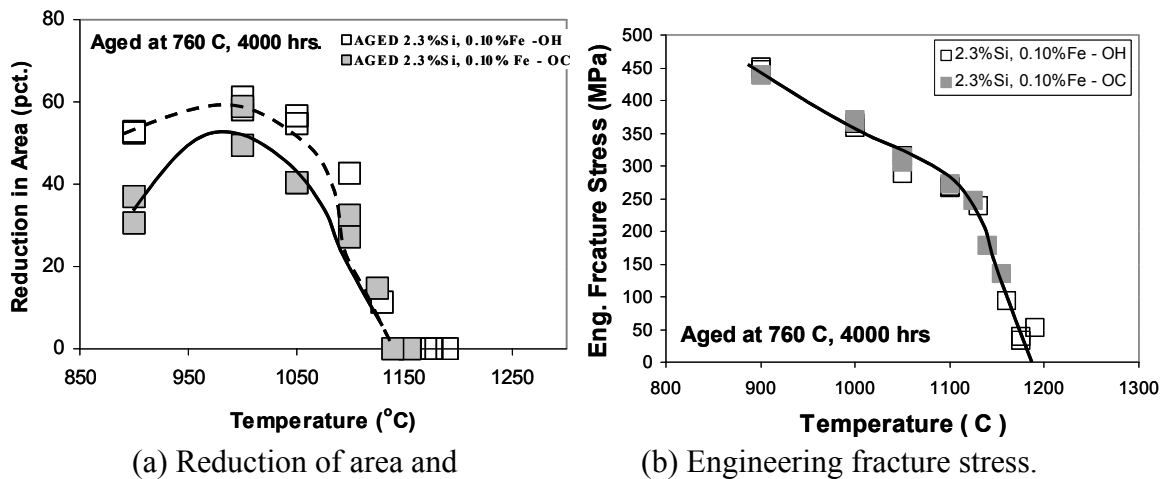 Aged at 760 C, 4000 hrs.
AGED 2.3%Si, 0.10%Fe -OH
AGED 2.3%Si, 0.10% Fe - OC
Reduction in Area (pct.)
80
60
40
20
0
850
950
1050
1150
1250
Temperature (°C)
(a) Reduction of area and
2.3%Si, 0.10%Fe - OH
2.3%Si, 0.10%Fe - OC
Eng. Frcature Stress (MPa)
500
450
400
350
300
250
200
150
100
50
0
Aged at 760 C, 4000 hrs
800
900
1000
1100
1200
1300
Temperature ( C )
(b) Engineering fracture stress.